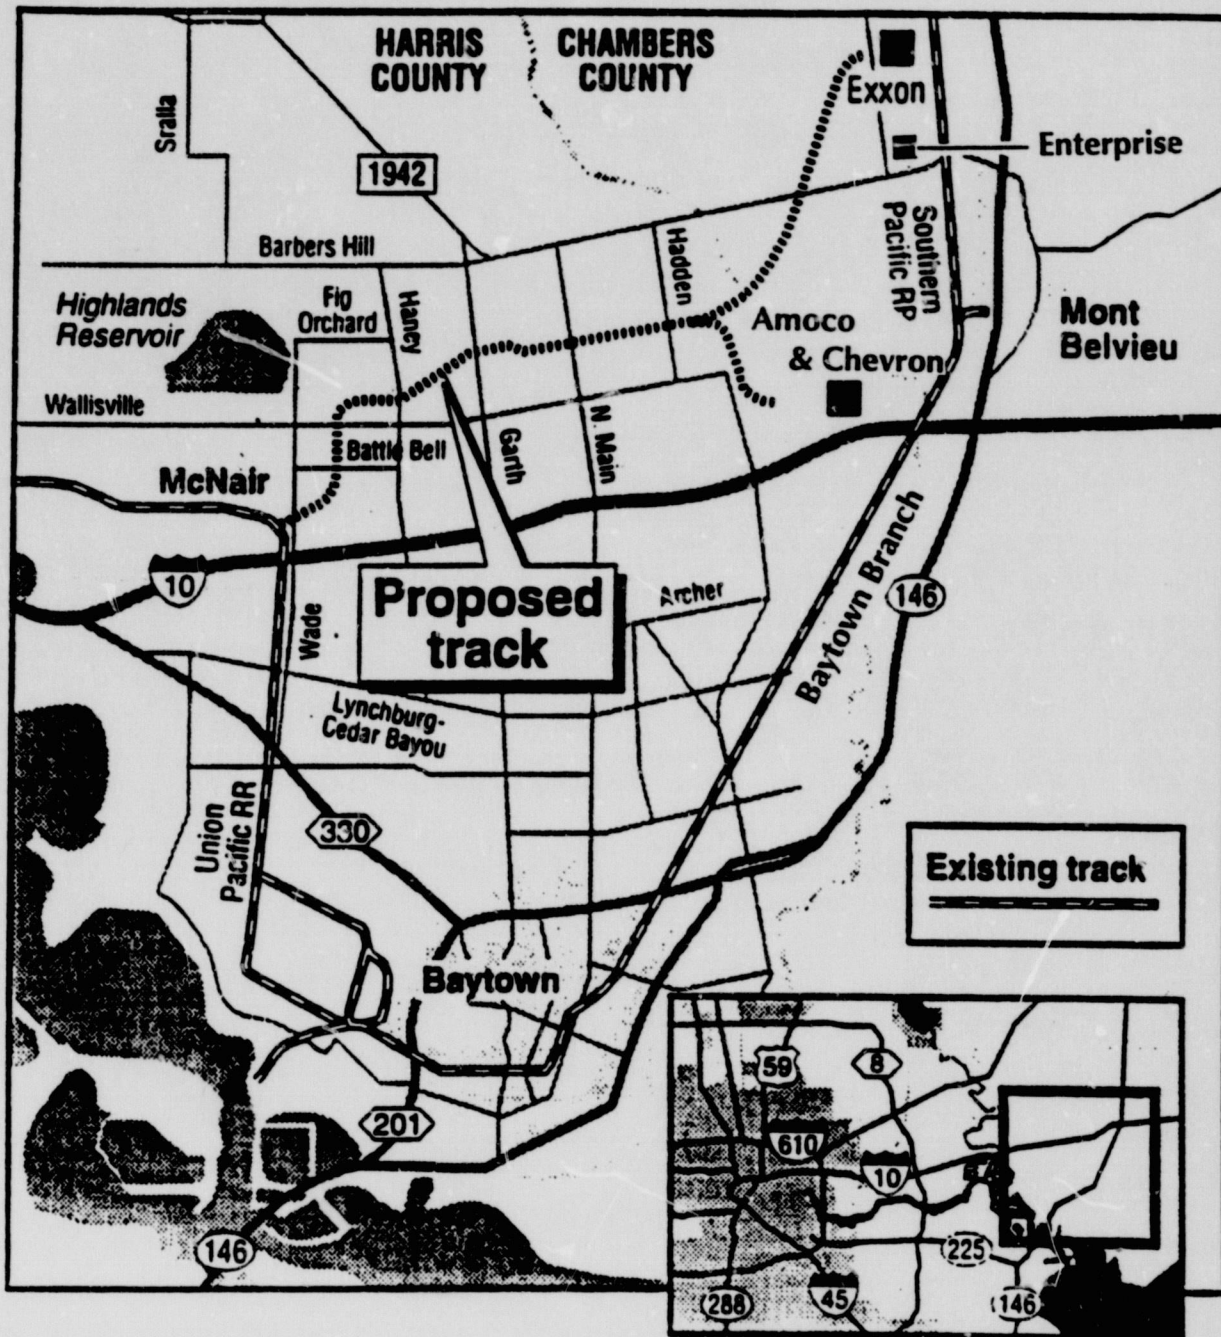 HARRIS
COUNTY
CHAMBERS
COUNTY
Exxon
Enterprise
Sralla
1942
Barbers Hill
Hadden
Southern
Pacific RP
Highlands
Reservoir
Fig
Orchard
Haney
Amoco
& Chevron
Mont
Belvieu
Wallisville
Battle Bell
Garth
N. Main
McNair
10
Wade
Proposed
track
Archer
Baytown Branch
146
Lynchburg-
Cedar Bayou
Union
Pacific RR
330
Existing track
Baytown
201
146
59
8
610
10
225
288
45
146